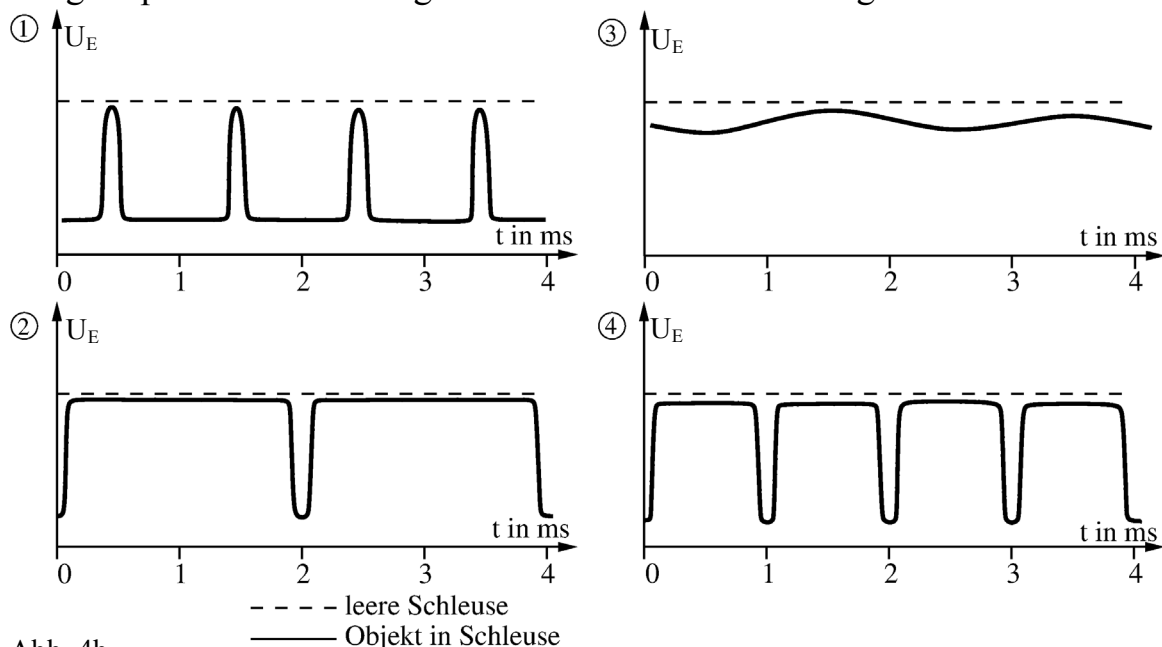 ① U_E
t in ms
0 1 2 3 4
② U_E
t in ms
0 1 2 3 4
③ U_E
t in ms
0 1 2 3 4
④ U_E
t in ms
0 1 2 3 4
leere Schleuse
Objekt in Schleuse